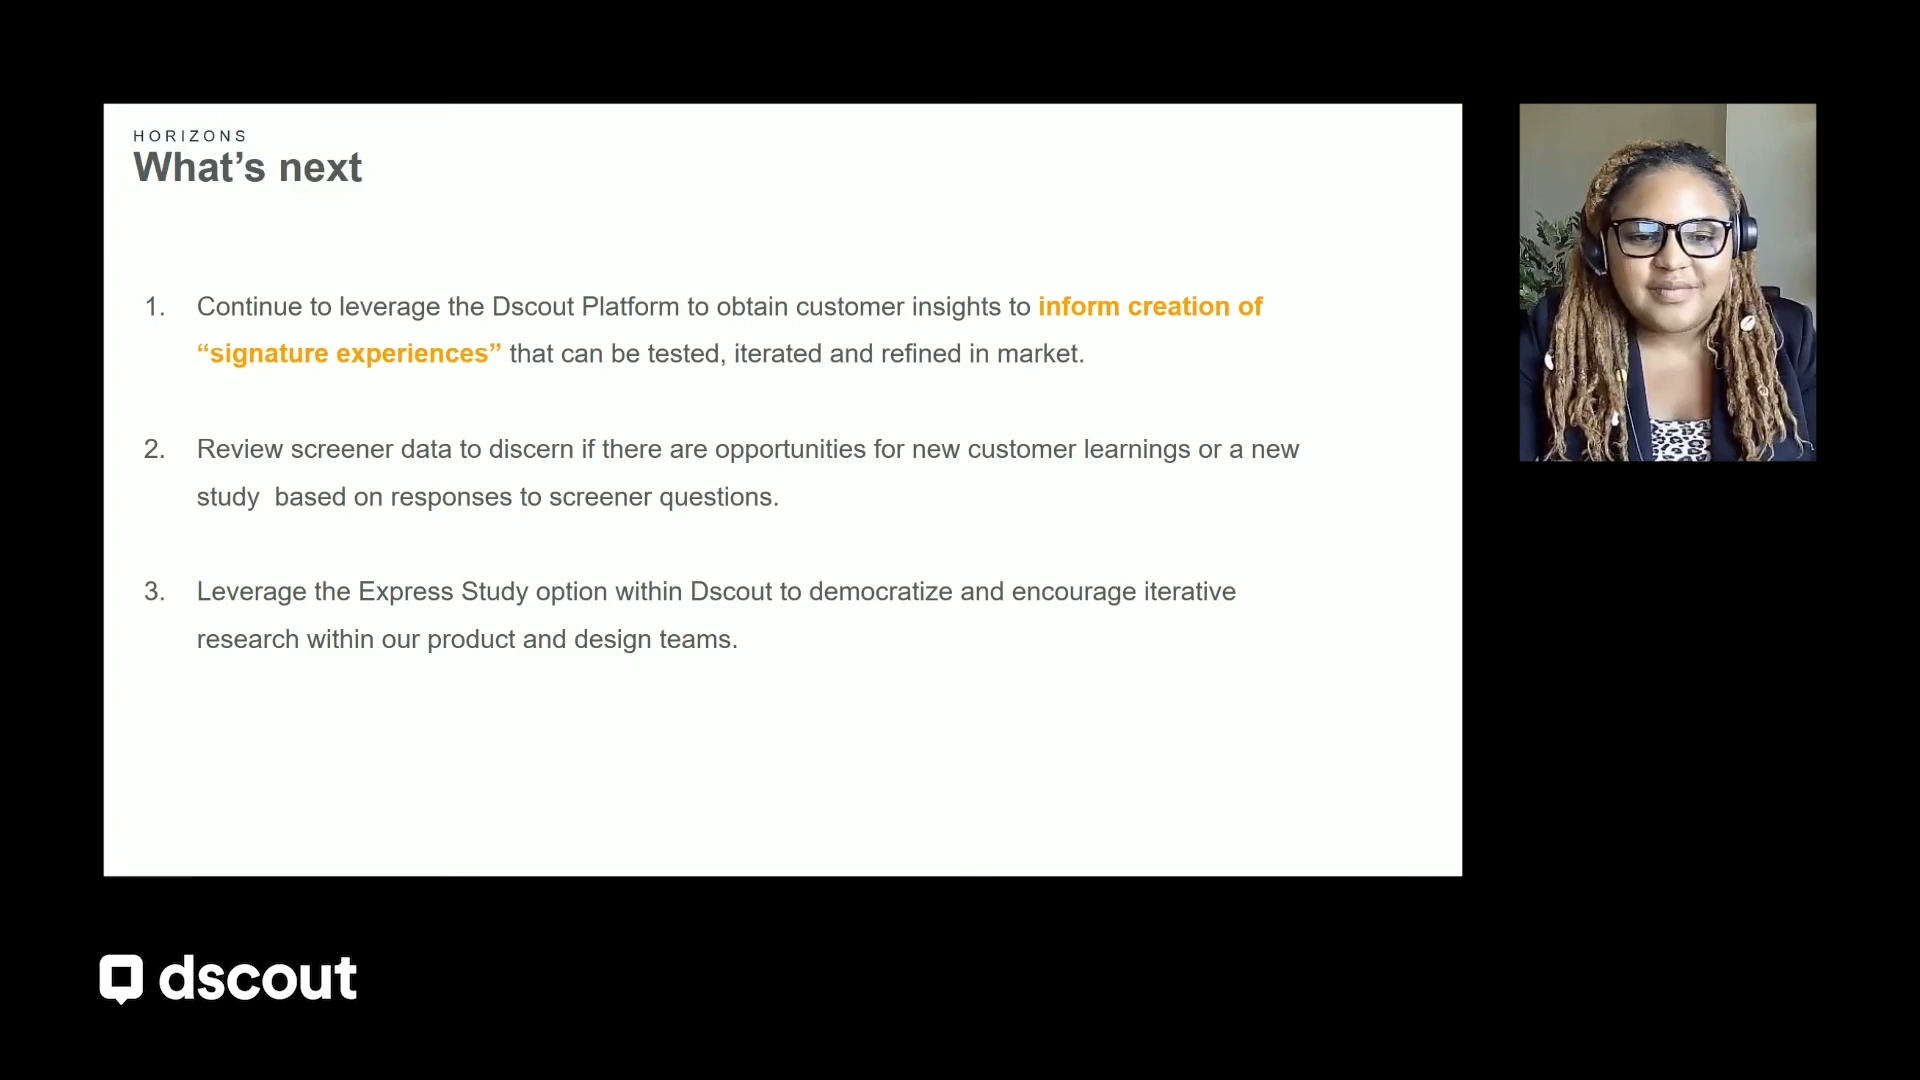 HORIZONS
What’s next
1. Continue to leverage the Dscout Platform to obtain customer insights to inform creation of
“signature experiences” that can be tested, iterated and refined in market.
2. Review screener data to discern if there are opportunities for new customer learnings or a new
study  based on responses to screener questions.
3. Leverage the Express Study option within Dscout to democratize and encourage iterative
research within our product and design teams.
dscout